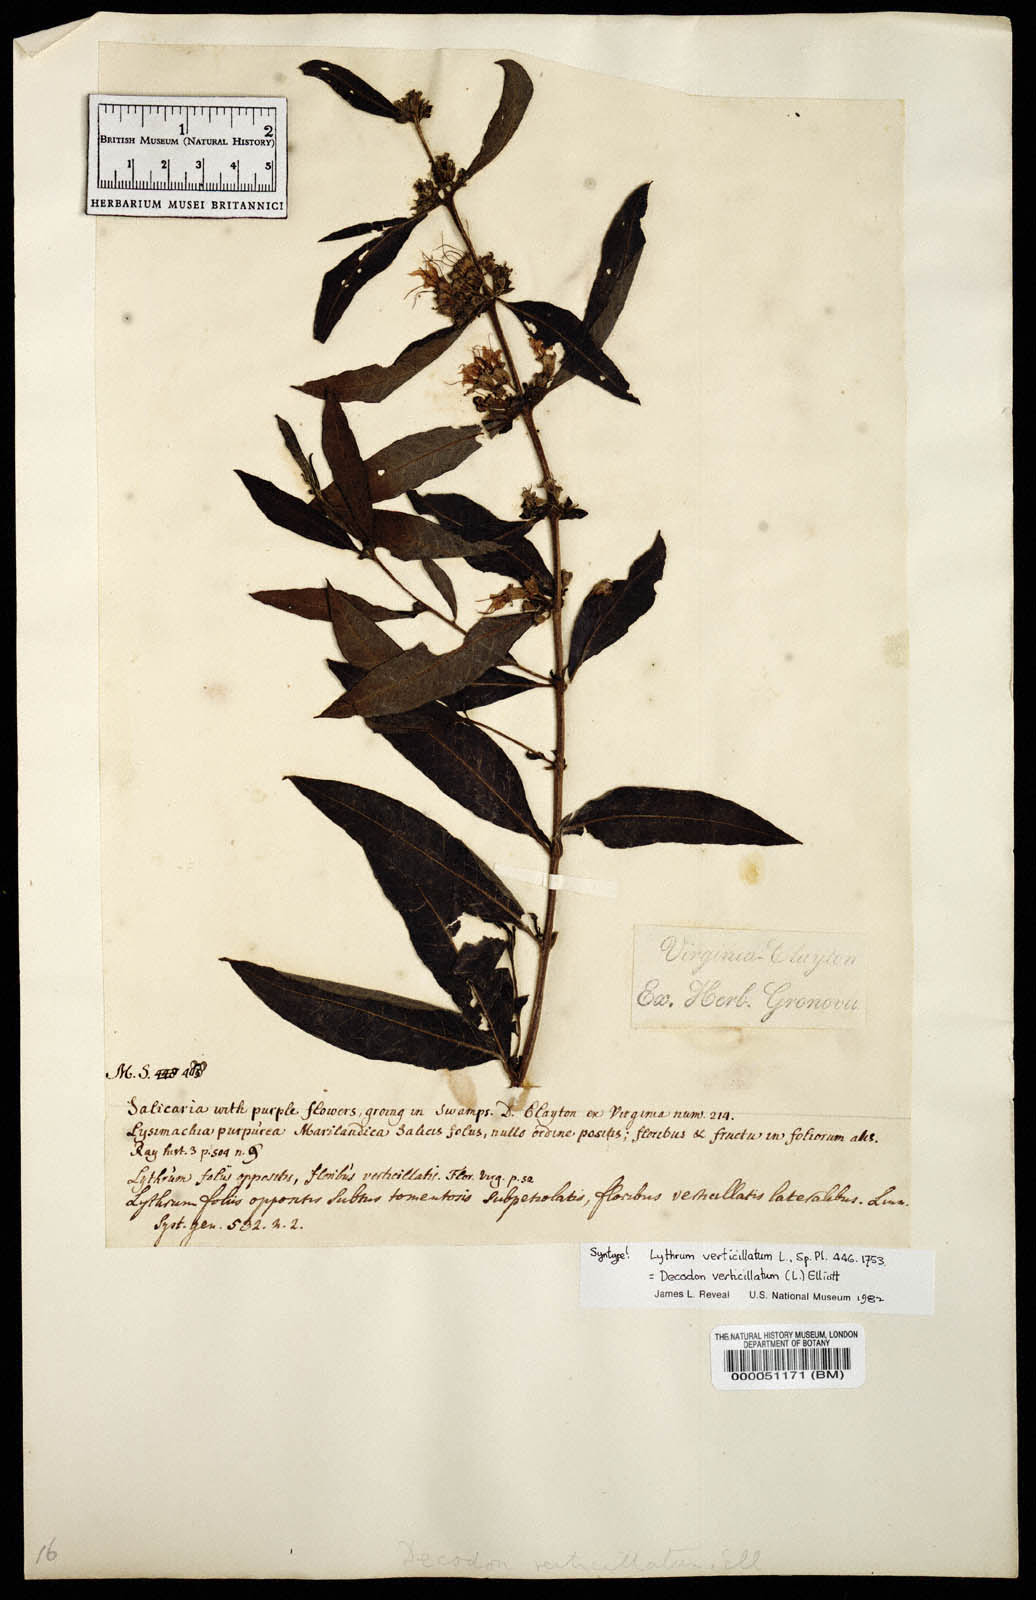 1 2
BRITISH MUSEUM (NATURAL HISTORY)
1 2 3 4 5
HERBARIUM MUSEI BRITANNICI
Virginia-Clayton
Ex. Herb. Gronovii
M. S.
Salicaria with purple flowers, groing in Swamps. D. Clayton ex Virginia num. 214.
Lysimachia purpurea Marilandica Salicis folus, nullo ordine positis; floribus & fructu in foliorum alis.
Ray hist. 3 p. 504 n. 9
Lythrum foliis oppositis, floribus verticillatis. Flor. Virg. p. 52
Lythrum foliis oppositis subtus tomentosis subpetiolatis, floribus verticillatis lateralibus. Linn.
Syst. gen. 532. n. 2.
Syntype! Lythrum verticillatum L., Sp. Pl. 446. 1753.
= Decodon verticillatum (L.) Elliott
James L. Reveal U.S. National Museum 1982
THE NATURAL HISTORY MUSEUM, LONDON
DEPARTMENT OF BOTANY
000051171 (BM)
16
Decodon verticillatum Ell